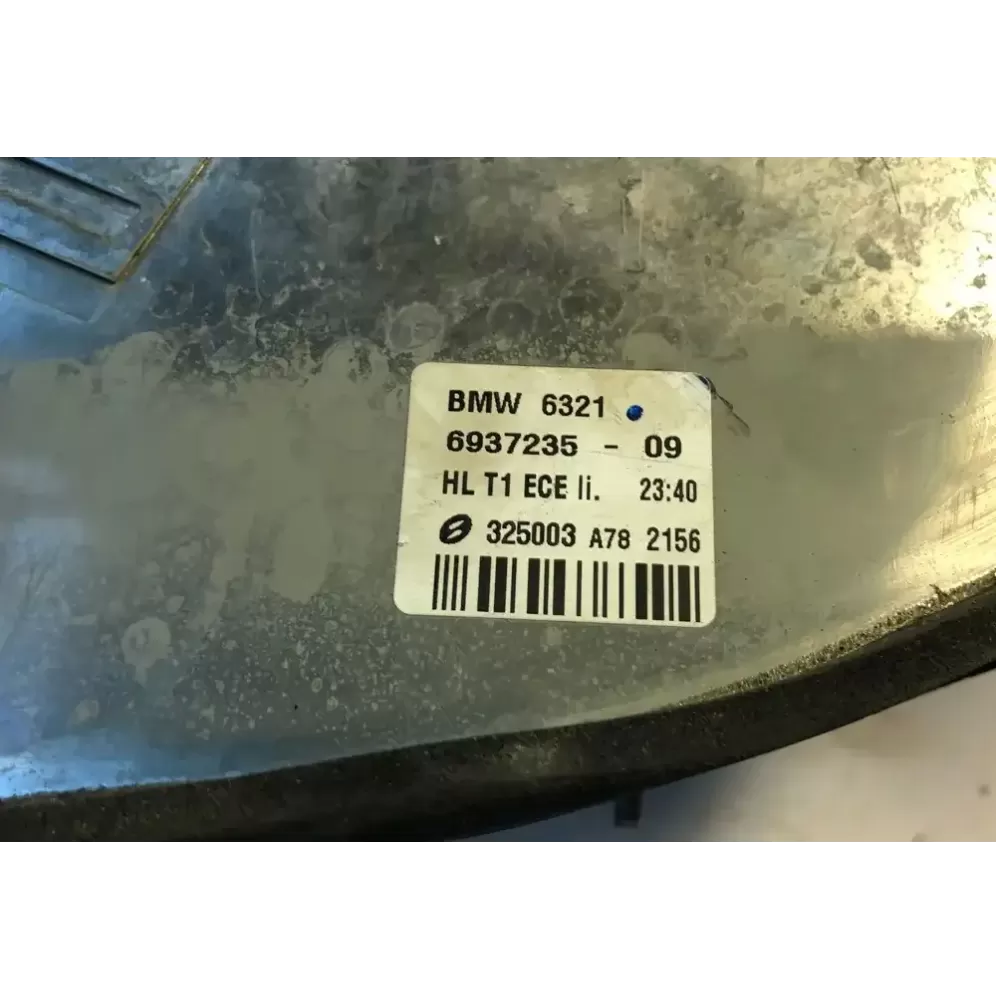 BMW 6321
6937235 - 09
HL T1 ECE li. 23:40
325003 A78 2156